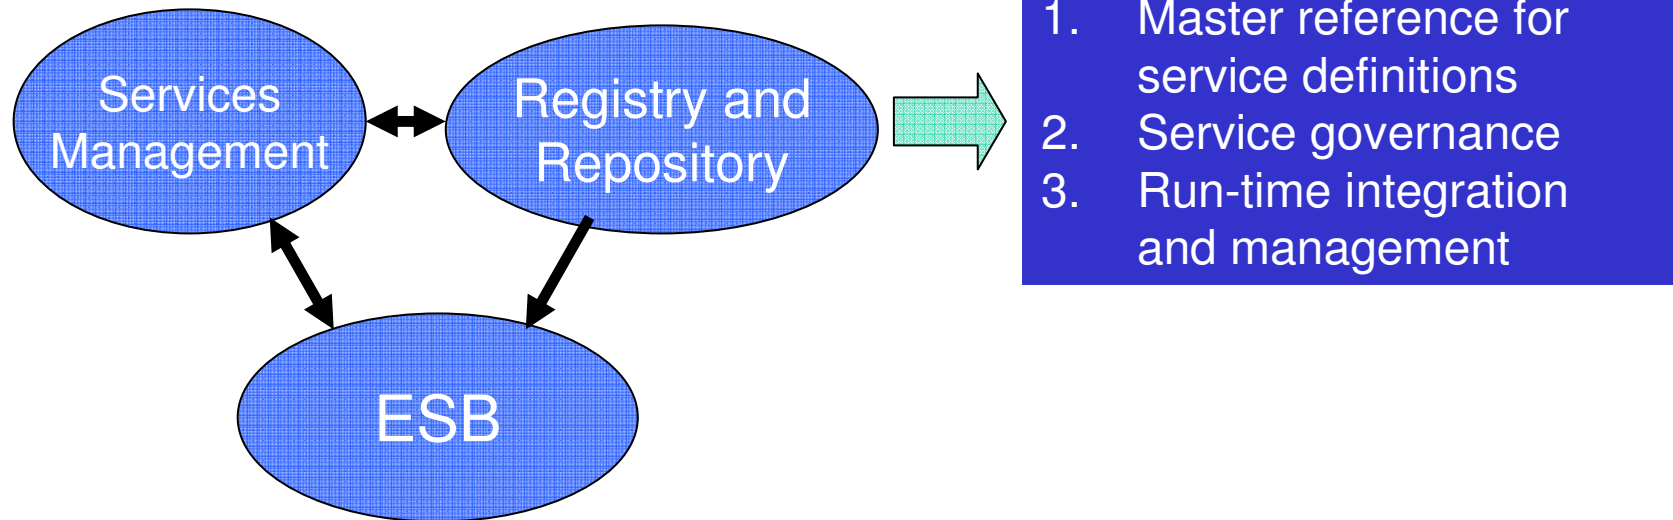 Services
Management
Registry and
Repository
ESB
1. Master reference for
service definitions
2. Service governance
3. Run-time integration
and management